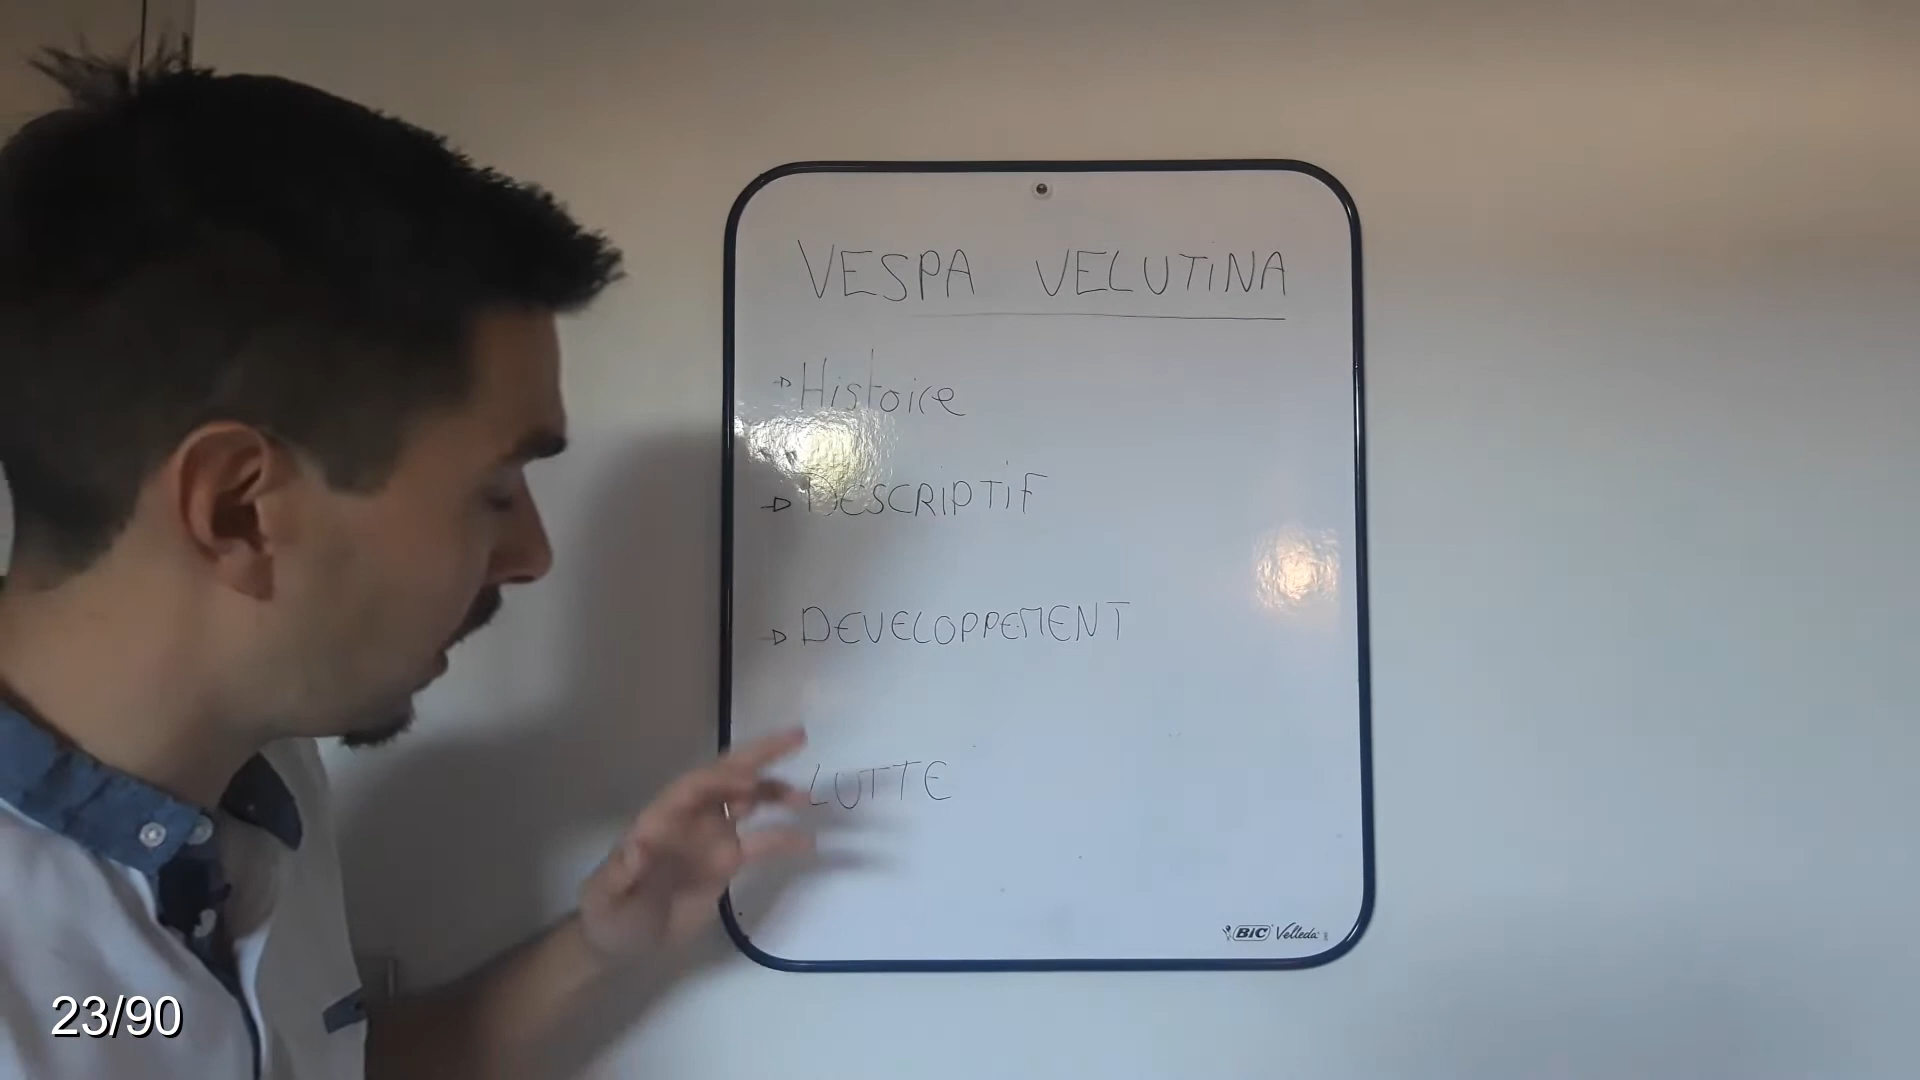 VESPA VELUTiNA
Histoire
DESCRIPTiF
DEVELOPPEMENT
LUTTE
BIC Velleda
23/90